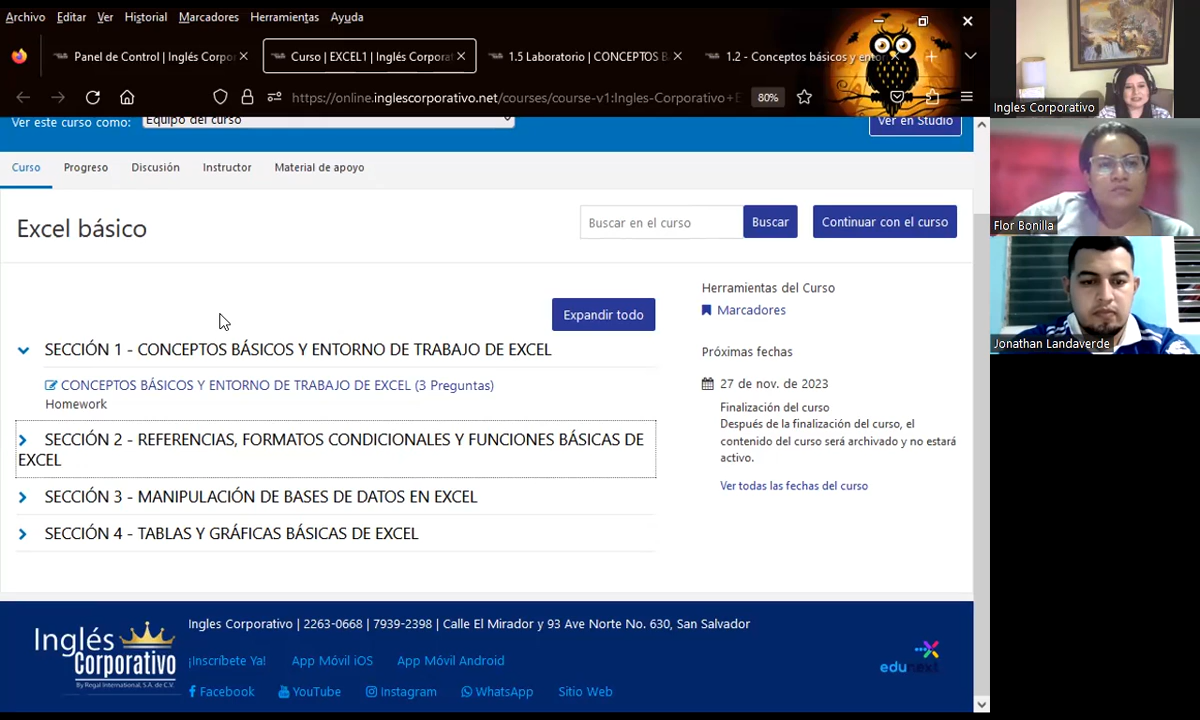 Archivo Editar Ver Historial Marcadores Herramientas Ayuda
Panel de Control | Inglés Corpor
Curso | EXCEL1 | Inglés Corporat
1.5 Laboratorio | CONCEPTOS B
1.2 - Conceptos básicos y ento
https://online.inglescorporativo.net/courses/course-v1:Ingles-Corporativo+E
80%
Ver este curso como:
Equipo del curso
Ver en Studio
Curso Progreso Discusión Instructor Material de apoyo
Excel básico
Buscar en el curso
Buscar
Continuar con el curso
Expandir todo
SECCIÓN 1 - CONCEPTOS BÁSICOS Y ENTORNO DE TRABAJO DE EXCEL
CONCEPTOS BÁSICOS Y ENTORNO DE TRABAJO DE EXCEL (3 Preguntas)
Homework
SECCIÓN 2 - REFERENCIAS, FORMATOS CONDICIONALES Y FUNCIONES BÁSICAS DE
EXCEL
SECCIÓN 3 - MANIPULACIÓN DE BASES DE DATOS EN EXCEL
SECCIÓN 4 - TABLAS Y GRÁFICAS BÁSICAS DE EXCEL
Herramientas del Curso
Marcadores
Próximas fechas
27 de nov. de 2023
Finalización del curso
Después de la finalización del curso, el
contenido del curso será archivado y no estará
activo.
Ver todas las fechas del curso
Inglés
Corporativo
By Regal International, S.A. de C.V.
Ingles Corporativo | 2263-0668 | 7939-2398 | Calle El Mirador y 93 Ave Norte No. 630, San Salvador
¡Inscríbete Ya! App Móvil iOS App Móvil Android
Facebook YouTube Instagram WhatsApp Sitio Web
edunext
Ingles Corporativo
Flor Bonilla
Jonathan Landaverde